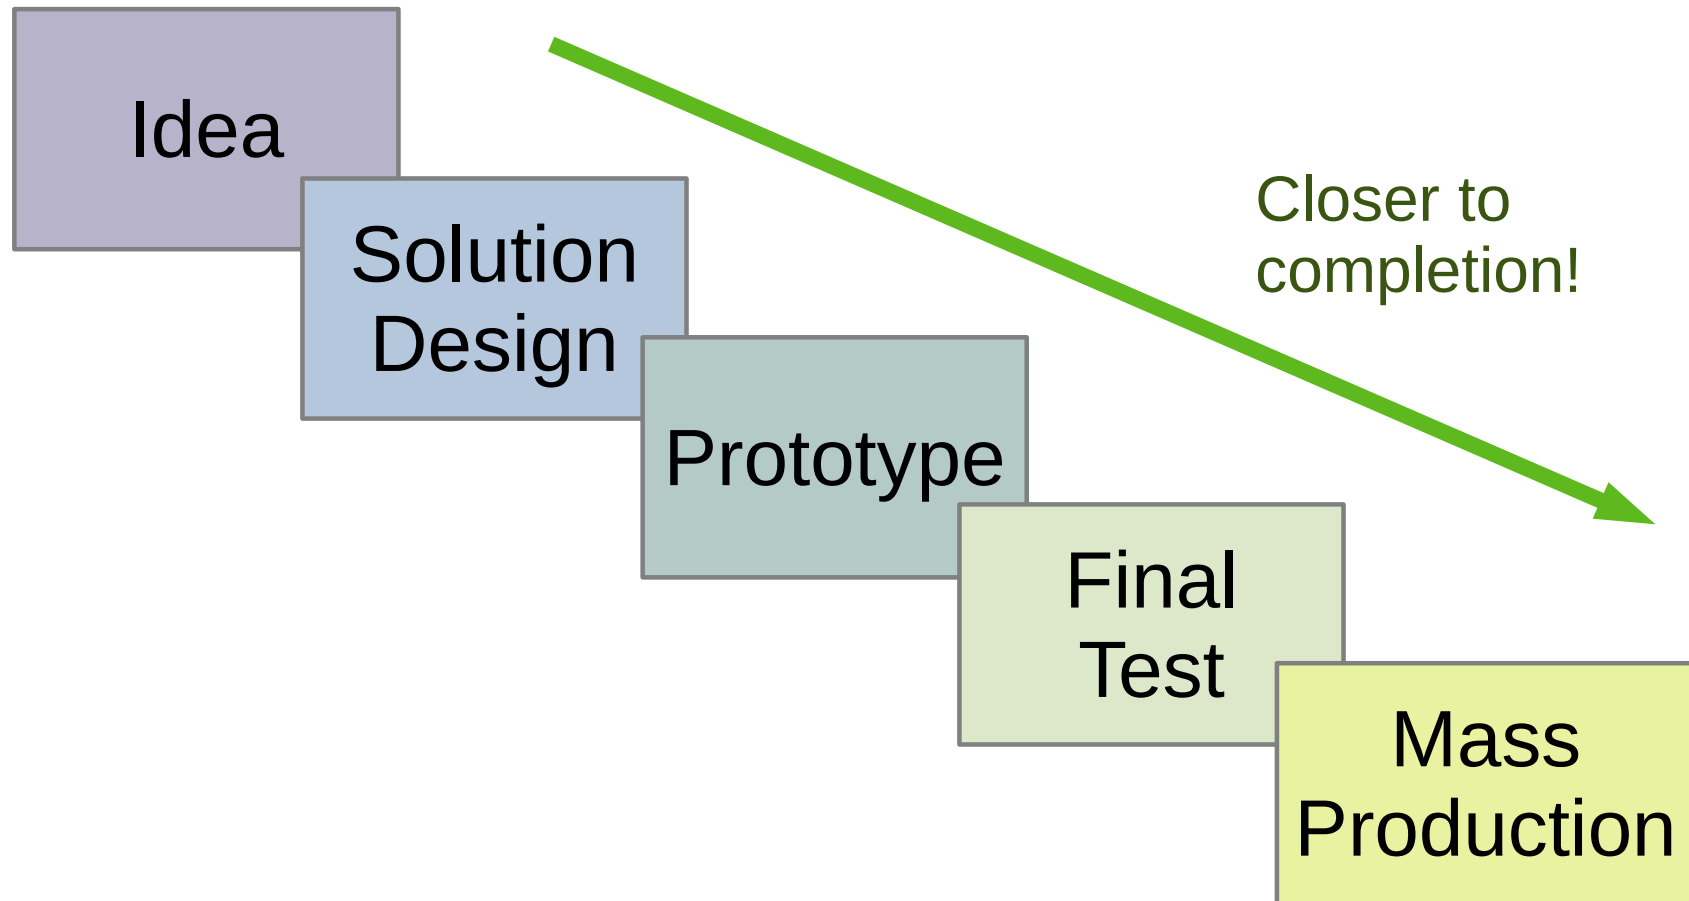 Idea
Solution
Design
Prototype
Final
Test
Mass
Production
Closer to
completion!